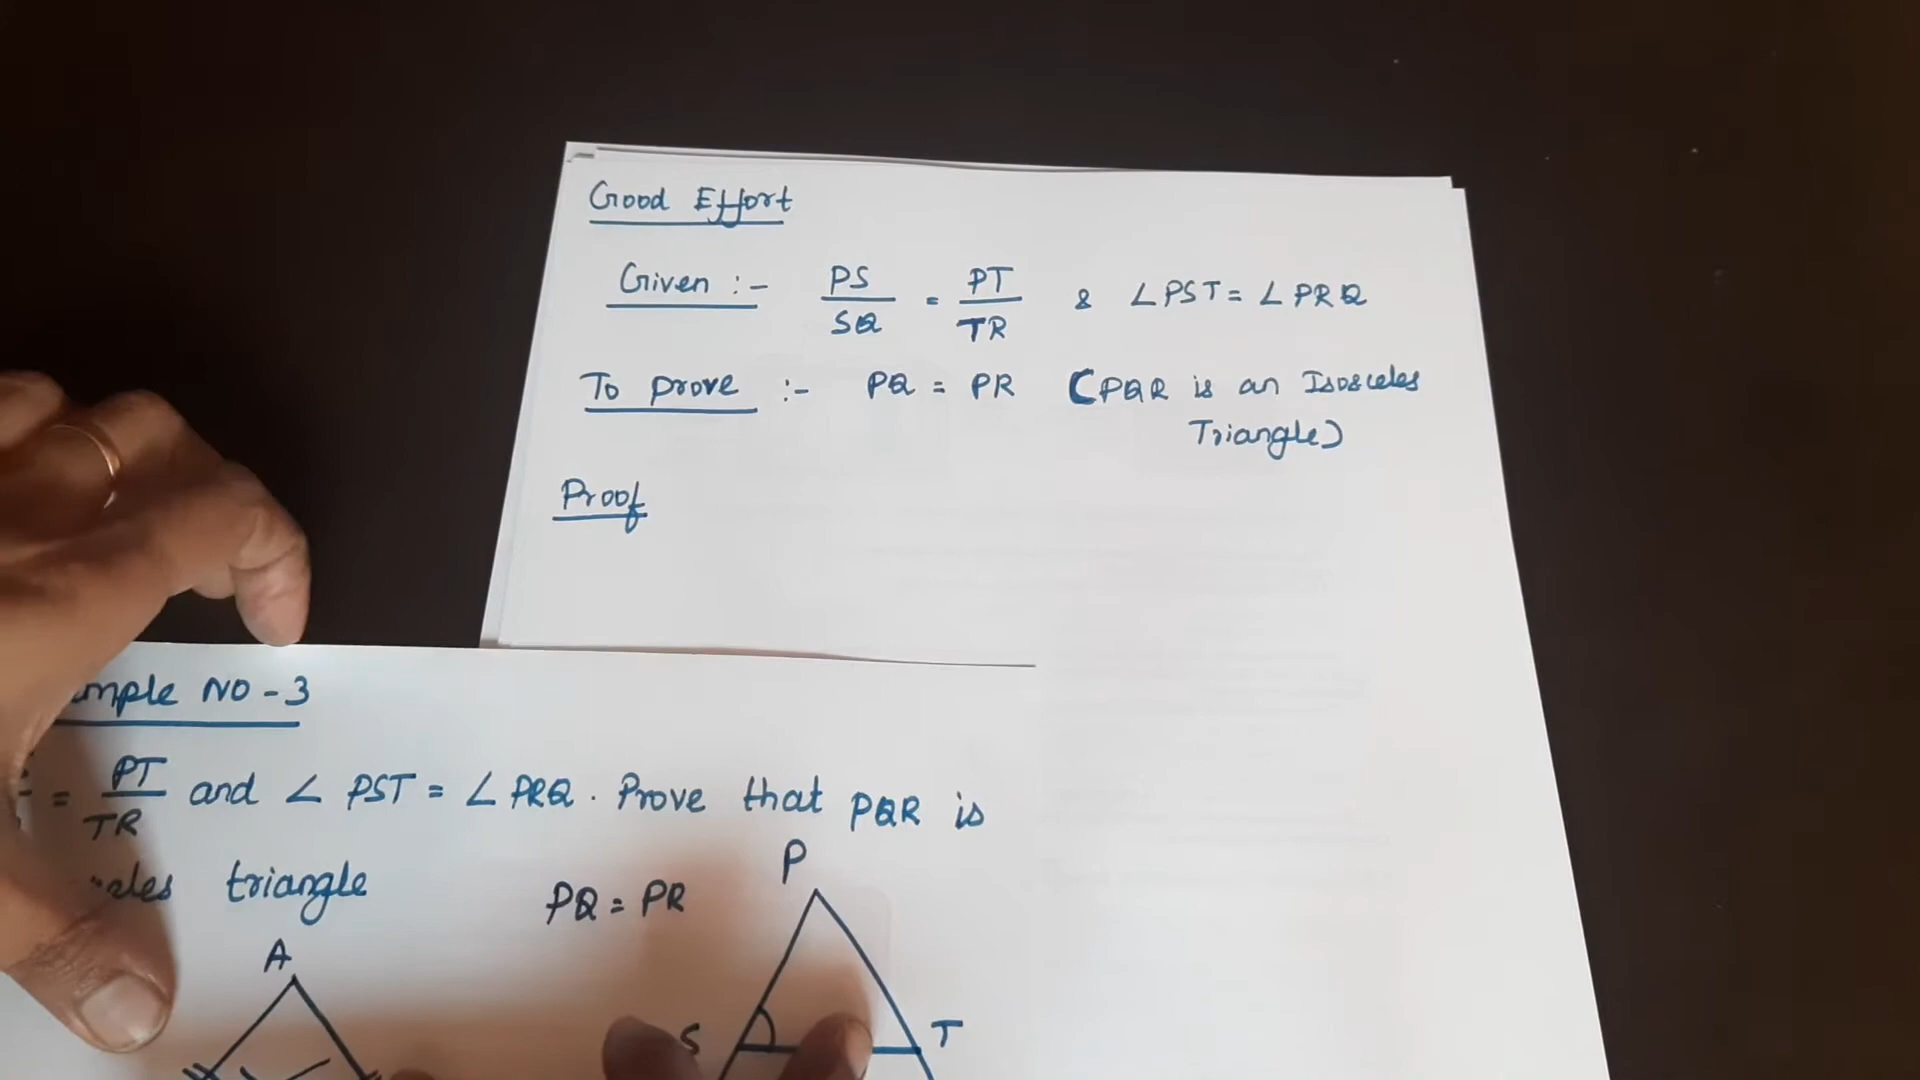 Good Effort
Given :- PS/SQ = PT/TR & ∠PST = ∠PRQ
To prove :- PQ = PR (PQR is an Isosceles
Triangle)
Proof
NO - 3
= PT/TR and ∠ PST = ∠ PRQ . Prove that PQR is
triangle
PQ = PR
P
A
S
T